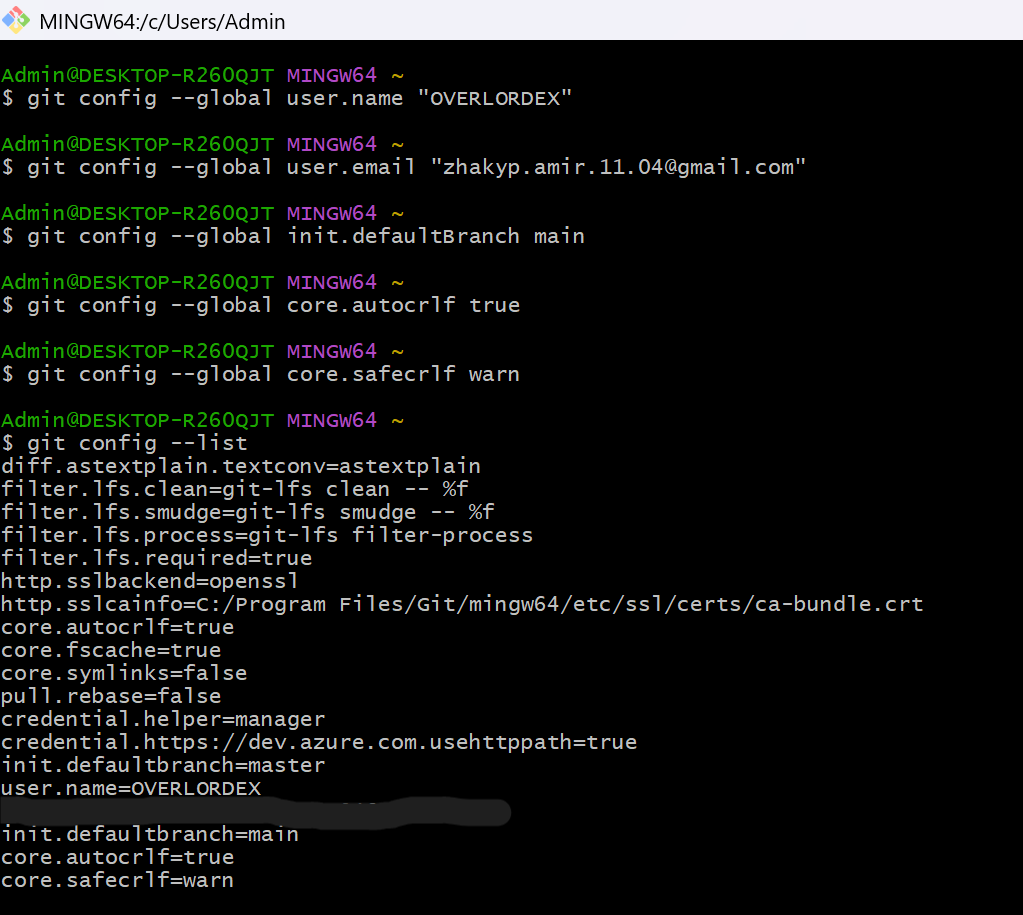 MINGW64:/c/Users/Admin
Admin@DESKTOP-R260QJT MINGW64 ~
$ git config --global user.name "OVERLORDEX"
Admin@DESKTOP-R260QJT MINGW64 ~
$ git config --global user.email "zhakyp.amir.11.04@gmail.com"
Admin@DESKTOP-R260QJT MINGW64 ~
$ git config --global init.defaultBranch main
Admin@DESKTOP-R260QJT MINGW64 ~
$ git config --global core.autocrlf true
Admin@DESKTOP-R260QJT MINGW64 ~
$ git config --global core.safecrlf warn
Admin@DESKTOP-R260QJT MINGW64 ~
$ git config --list
diff.astextplain.textconv=astextplain
filter.lfs.clean=git-lfs clean -- %f
filter.lfs.smudge=git-lfs smudge -- %f
filter.lfs.process=git-lfs filter-process
filter.lfs.required=true
http.sslbackend=openssl
http.sslcainfo=C:/Program Files/Git/mingw64/etc/ssl/certs/ca-bundle.crt
core.autocrlf=true
core.fscache=true
core.symlinks=false
pull.rebase=false
credential.helper=manager
credential.https://dev.azure.com.usehttppath=true
init.defaultbranch=master
user.name=OVERLORDEX
init.defaultbranch=main
core.autocrlf=true
core.safecrlf=warn